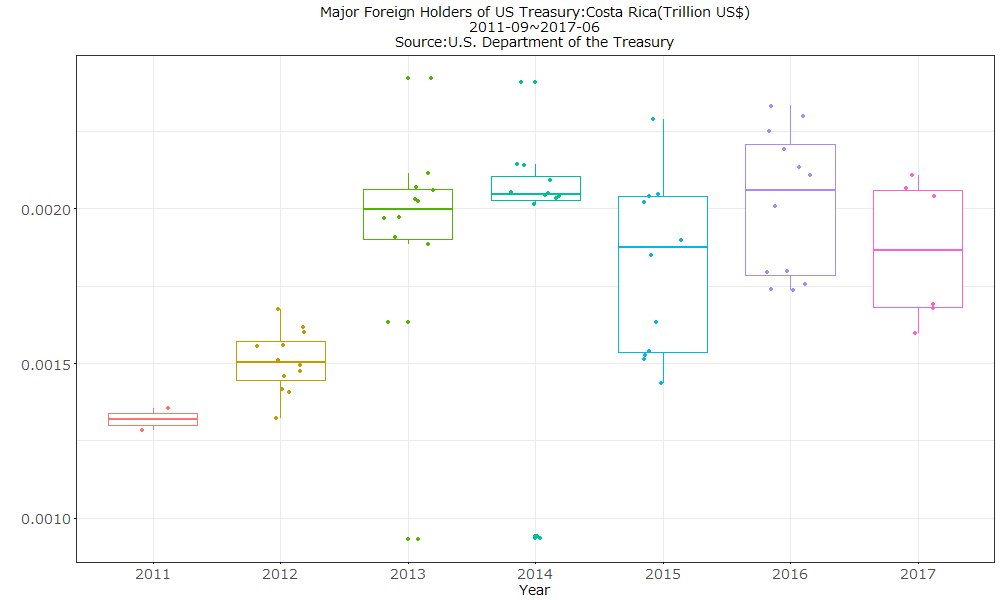 Major Foreign Holders of US Treasury:Costa Rica(Trillion US$)
2011-09~2017-06
Source:U.S. Department of the Treasury
0.0020
0.0015
0.0010
2011 2012 2013 2014 2015 2016 2017
Year